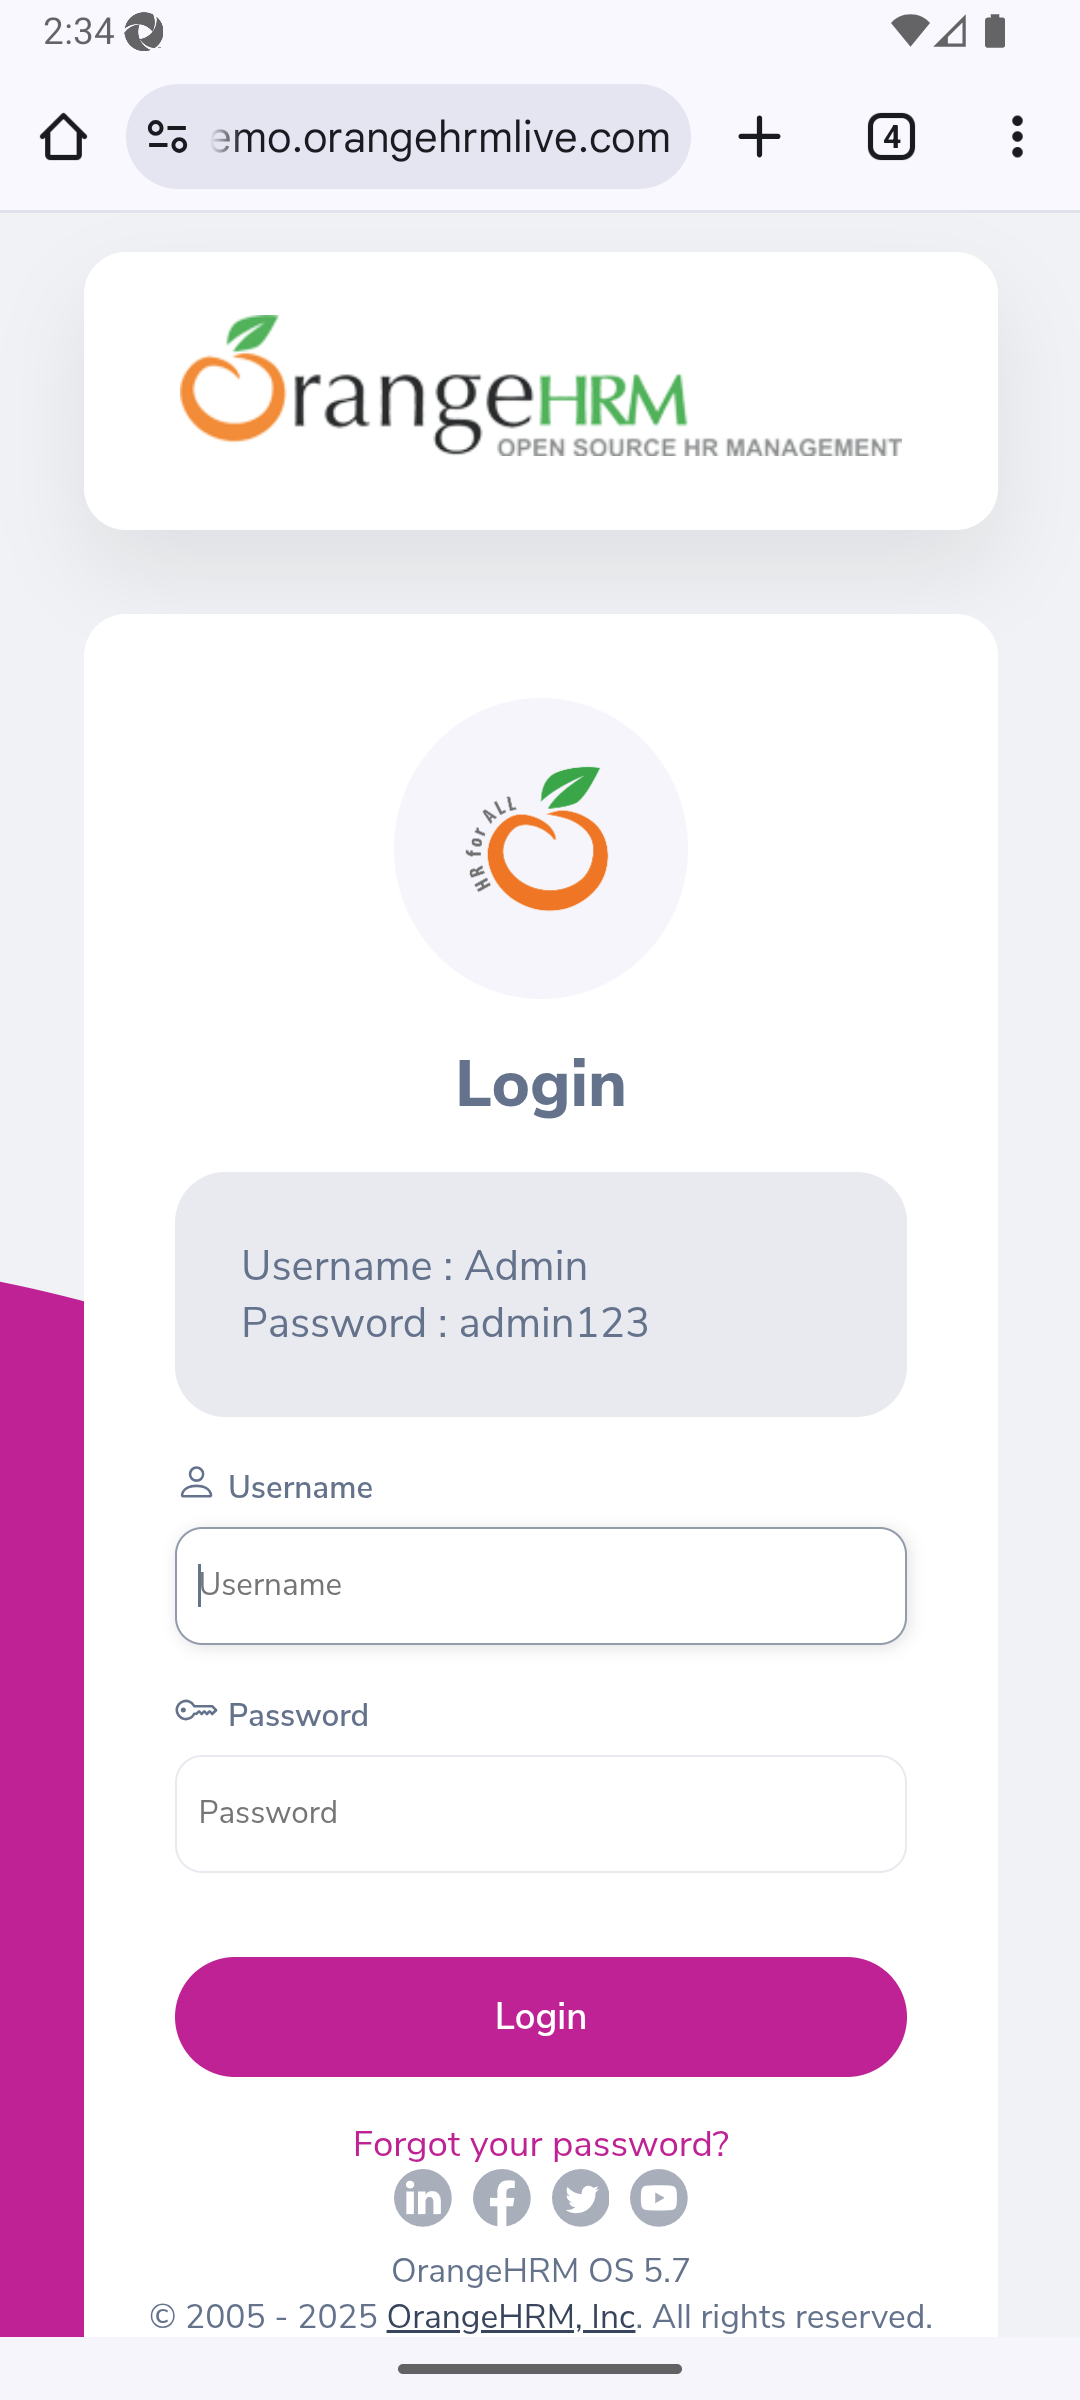 2:34
emo.orangehrmlive.com
4
OrangeHRM
OPEN SOURCE HR MANAGEMENT
HR for ALL
Login
Username : Admin
Password : admin123
Username
Username
Password
Password
Login
Forgot your password?
OrangeHRM OS 5.7
© 2005 - 2025 OrangeHRM, Inc. All rights reserved.